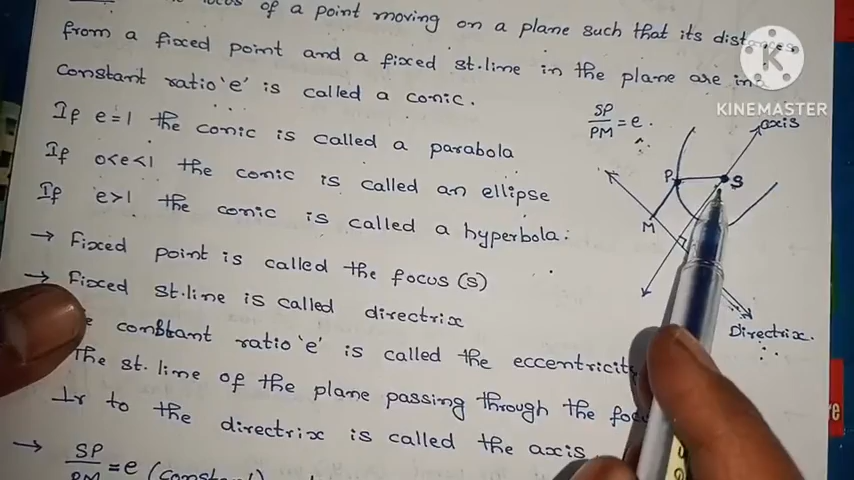 of a point moving on a plane such that its distances
from a fixed point and a fixed st.line in the plane are in
constant ratio 'e' is called a conic.
If e=1 the conic is called a parabola
If 0<e<1 the conic is called an ellipse
If e>1 the conic is called a hyperbola:
→ Fixed point is called the focus (s)
→ Fixed st.line is called directrix
constant ratio 'e' is called the eccentricity
The st. line of the plane passing through the
⊥r to the directrix is called the axis
→ SP/PM = e (constant)
SP/PM = e.
axis
P
S
M
Directrix.
K
KINEMASTER
e